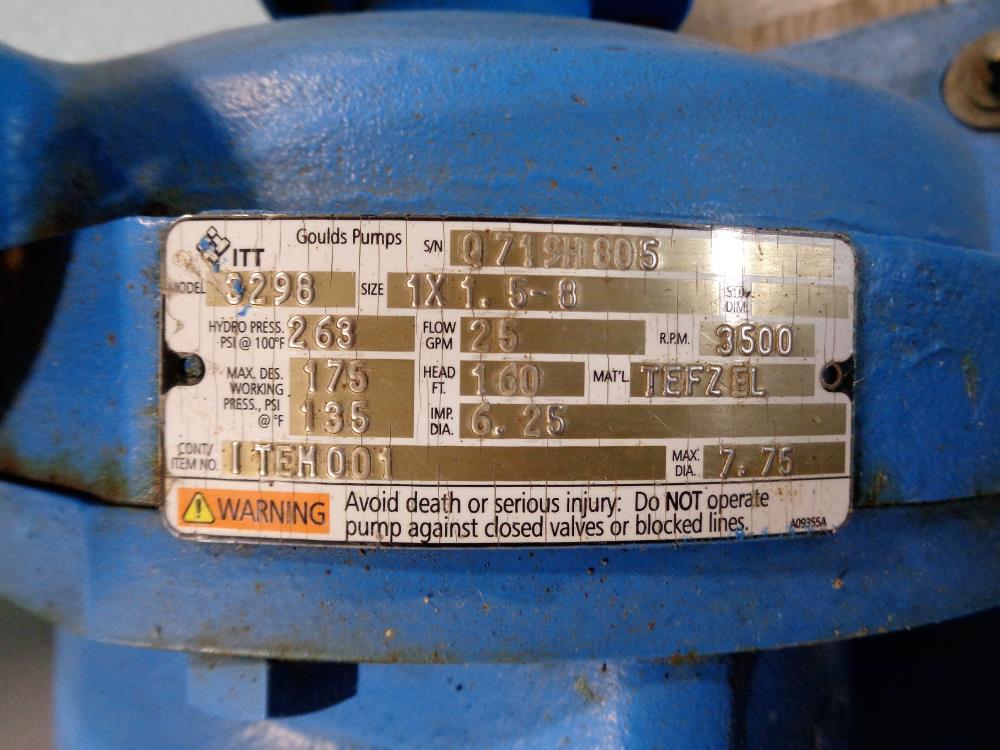 ITT Goulds Pumps S/N Q719H805
MODEL 3298 SIZE 1X1.5-8 STD. DIM.
HYDRO PRESS. PSI @ 100°F 263 FLOW GPM 25 R.P.M. 3500
MAX. DES. WORKING PRESS., PSI @ °F 175 135 HEAD FT. 160 MAT'L. TEFZEL
IMP. DIA. 6.25
CONT/ ITEM NO. ITEM001 MAX. DIA. 7.75
WARNING Avoid death or serious injury: Do NOT operate
pump against closed valves or blocked lines. A09355A